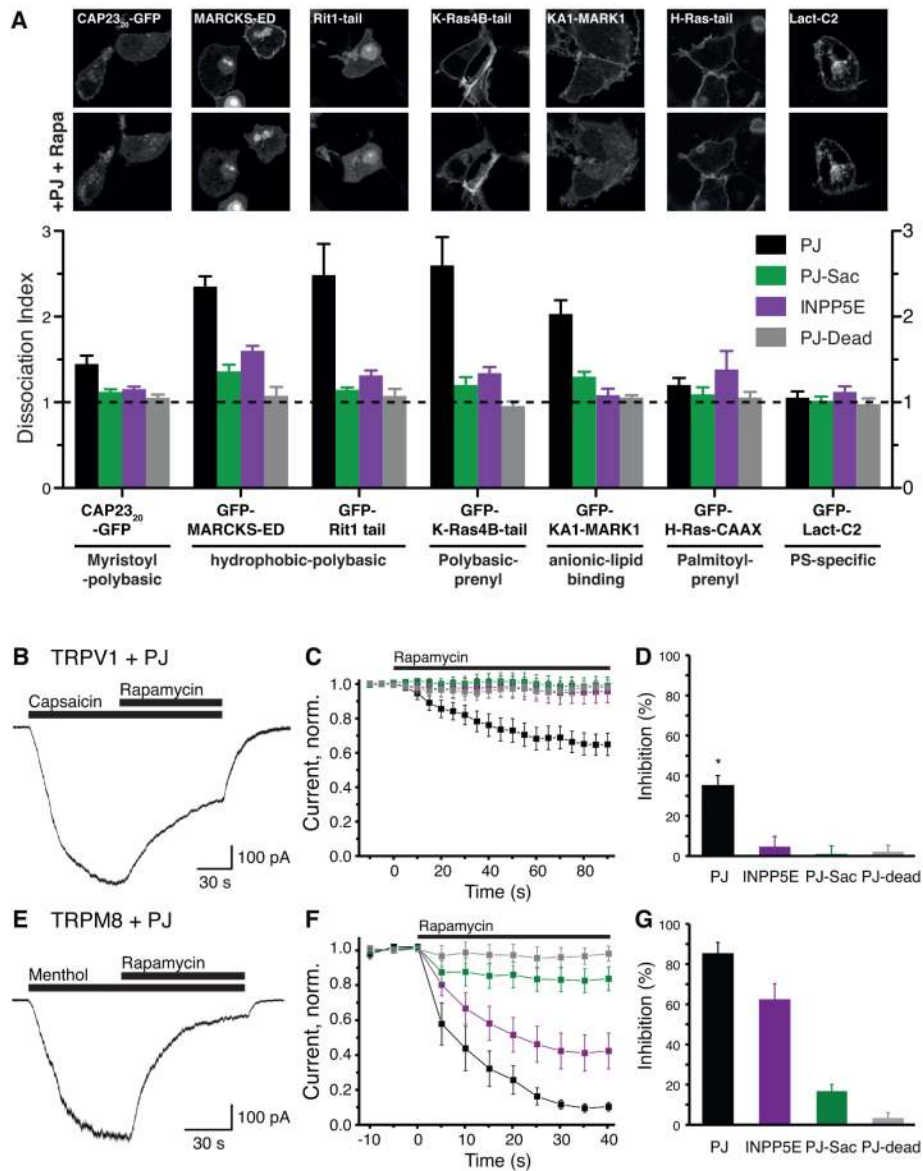 A
CAP23₂₀-GFP MARCKS-ED Rit1-tail K-Ras4B-tail KA1-MARK1 H-Ras-tail Lact-C2
+PJ + Rapa
3 3
2 2
1 1
0 0
Dissociation Index
PJ
PJ-Sac
INPP5E
PJ-Dead
CAP23₂₀ GFP- GFP- GFP- GFP- GFP- GFP-
-GFP MARCKS-ED Rit1 tail K-Ras4B-tail KA1-MARK1 H-Ras-CAAX Lact-C2
Myristoyl hydrophobic-polybasic Polybasic- anionic-lipid Palmitoyl- PS-specific
-polybasic prenyl binding prenyl
B TRPV1 + PJ
Rapamycin
Capsaicin
100 pA
30 s
C
Rapamycin
1.0
0.8
0.6
0.4
0.2
0.0
Current, norm.
0 20 40 60 80
Time (s)
D
100
80
60
40
20
0
Inhibition (%)
*
PJ INPP5E PJ-Sac PJ-dead
E TRPM8 + PJ
Rapamycin
Menthol
100 pA
30 s
F
Rapamycin
1.0
0.8
0.6
0.4
0.2
0.0
Current, norm.
-10 0 10 20 30 40
Time (s)
G
100
80
60
40
20
0
Inhibition (%)
PJ INPP5E PJ-Sac PJ-dead